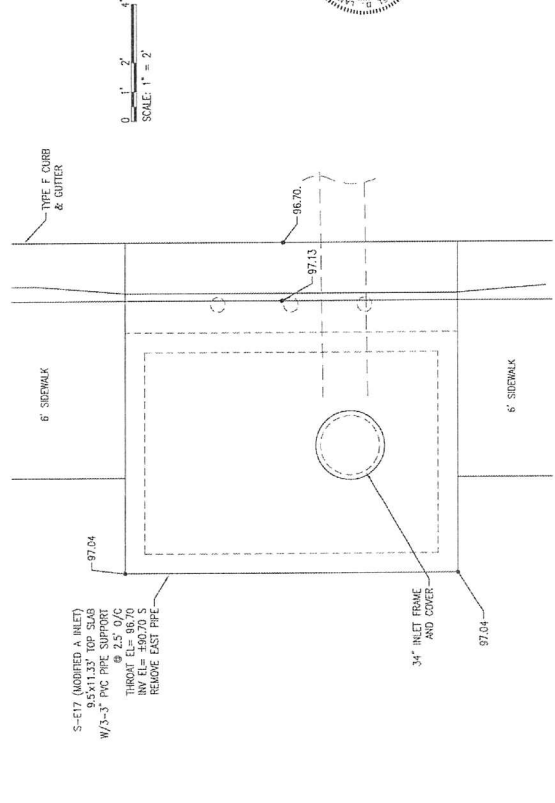 S-E17 (MODIFIED A INLET)
9.5'x11.33' TOP SLAB
W/3-3" PVC PIPE SUPPORT
@ 2.5' O/C
THROAT EL= 96.70
INV EL= ±90.70 S
REMOVE EAST PIPE
97.04
6' SIDEWALK
TYPE F CURB
& GUTTER
0 1' 2' 4'
SCALE: 1" = 2'
97.13
96.70
34" INLET FRAME
AND COVER
97.04
6' SIDEWALK